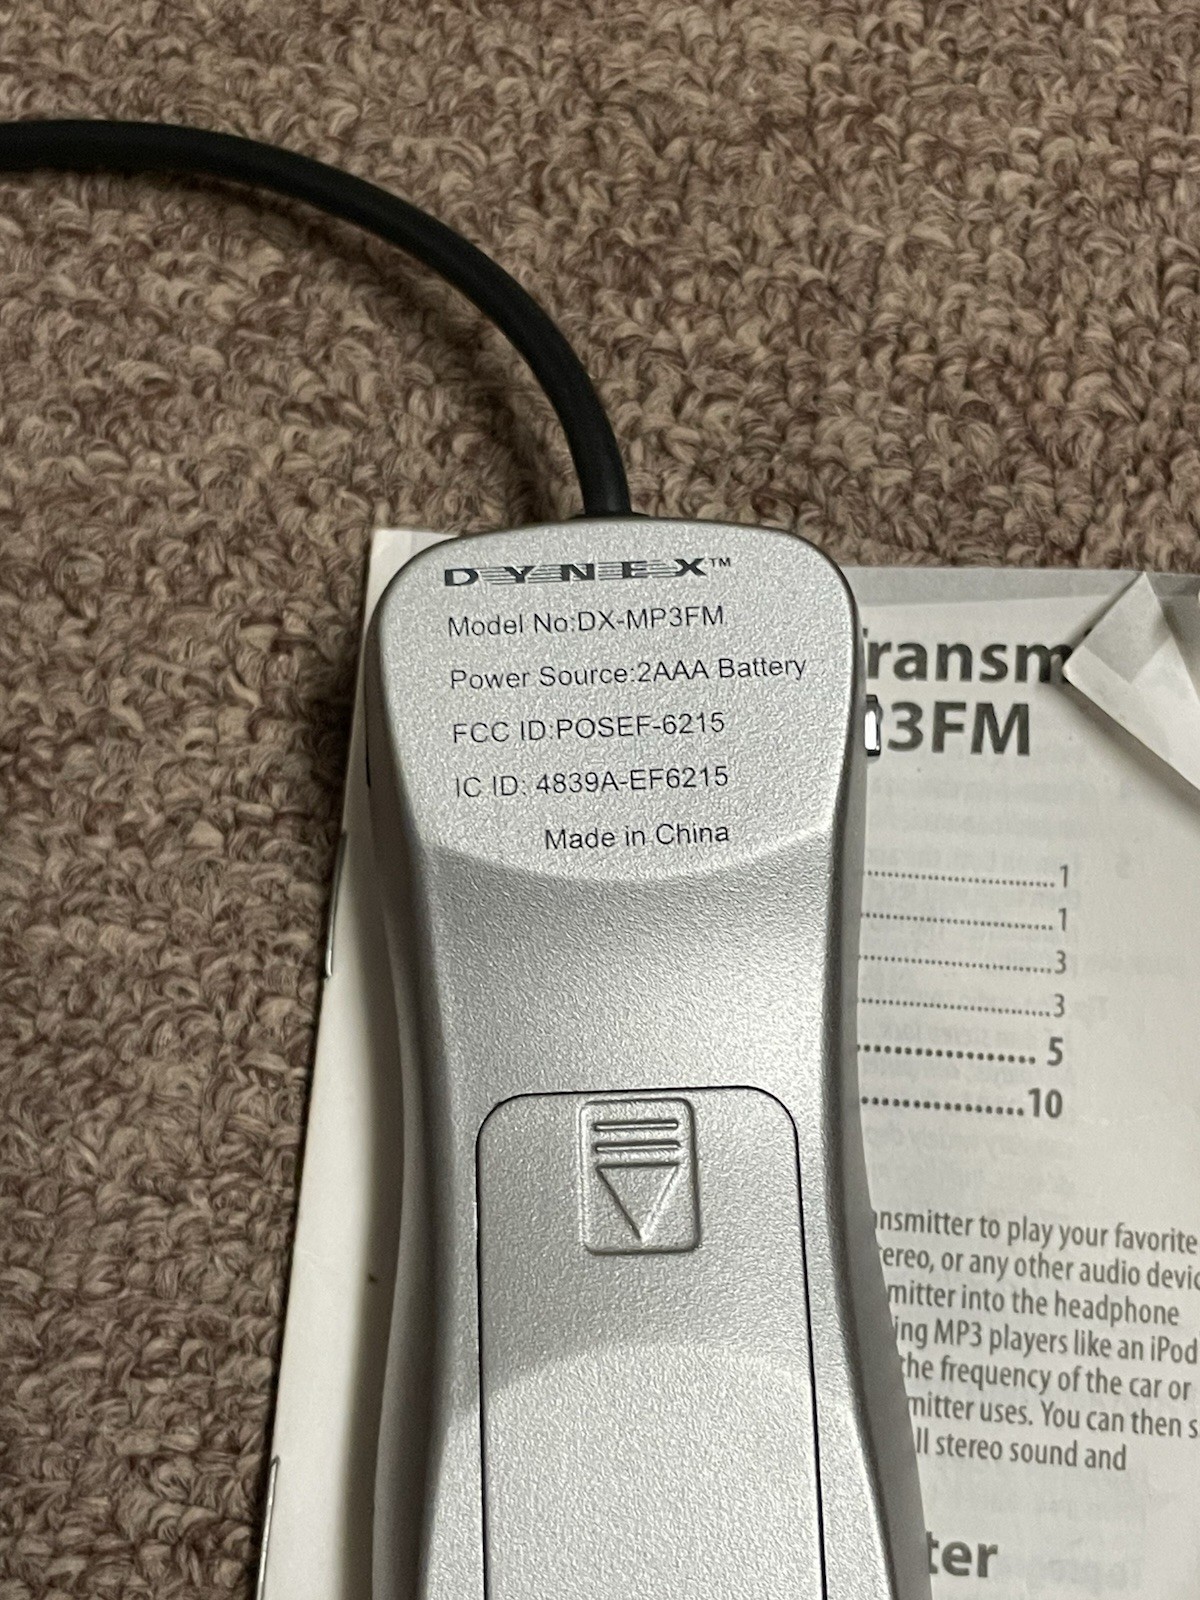 DYNEX™
Model No:DX-MP3FM
Power Source:2AAA Battery
FCC ID:POSEF-6215
IC ID: 4839A-EF6215
Made in China
ransm
3FM
1
1
3
3
5
10
nsmitter to play your favorite
ereo, or any other audio devic
mitter into the headphone
ing MP3 players like an iPod
the frequency of the car or
mitter uses. You can then s
ll stereo sound and
ter